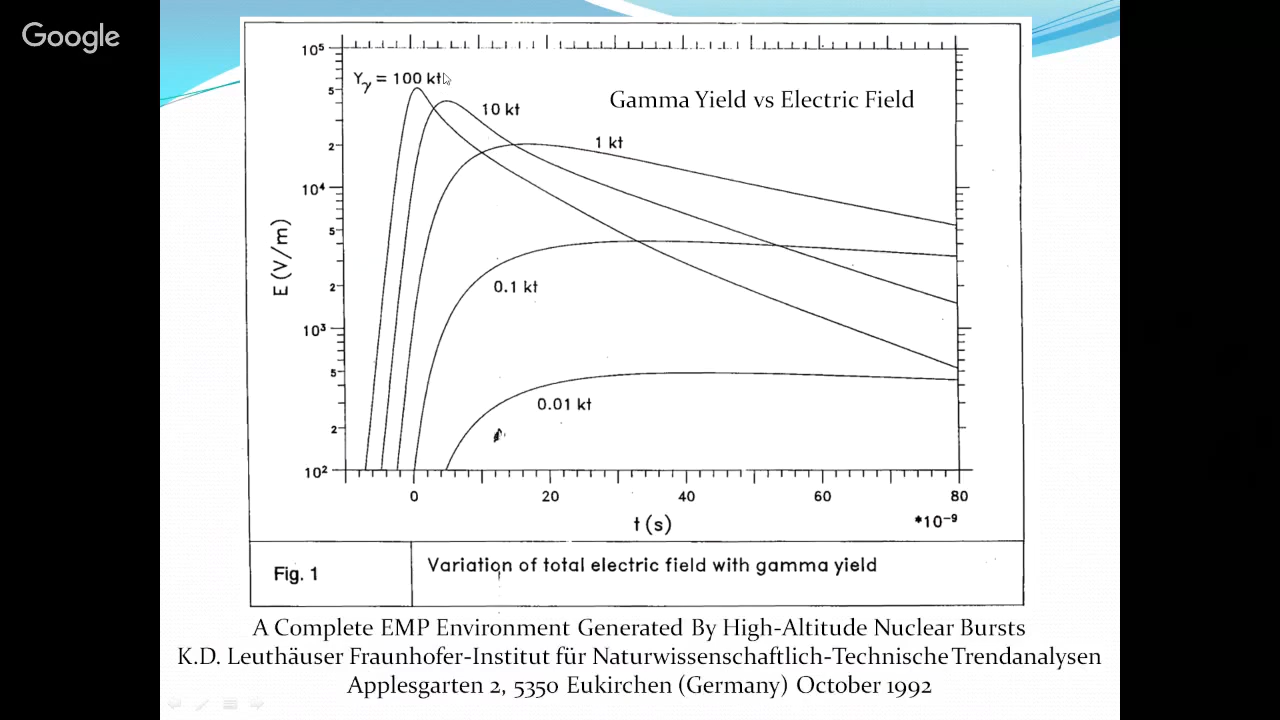 Google
10⁵
Yγ = 100 kt
5
10 kt
Gamma Yield vs Electric Field
2
1 kt
10⁴
5
E (V/m)
2
0.1 kt
10³
5
0.01 kt
2
10²
0 20 40 60 80
t (s)
*10⁻⁹
Fig. 1
Variation of total electric field with gamma yield
A Complete EMP Environment Generated By High-Altitude Nuclear Bursts
K.D. Leuthäuser Fraunhofer-Institut für Naturwissenschaftlich-Technische Trendanalysen
Applesgarten 2, 5350 Eukirchen (Germany) October 1992